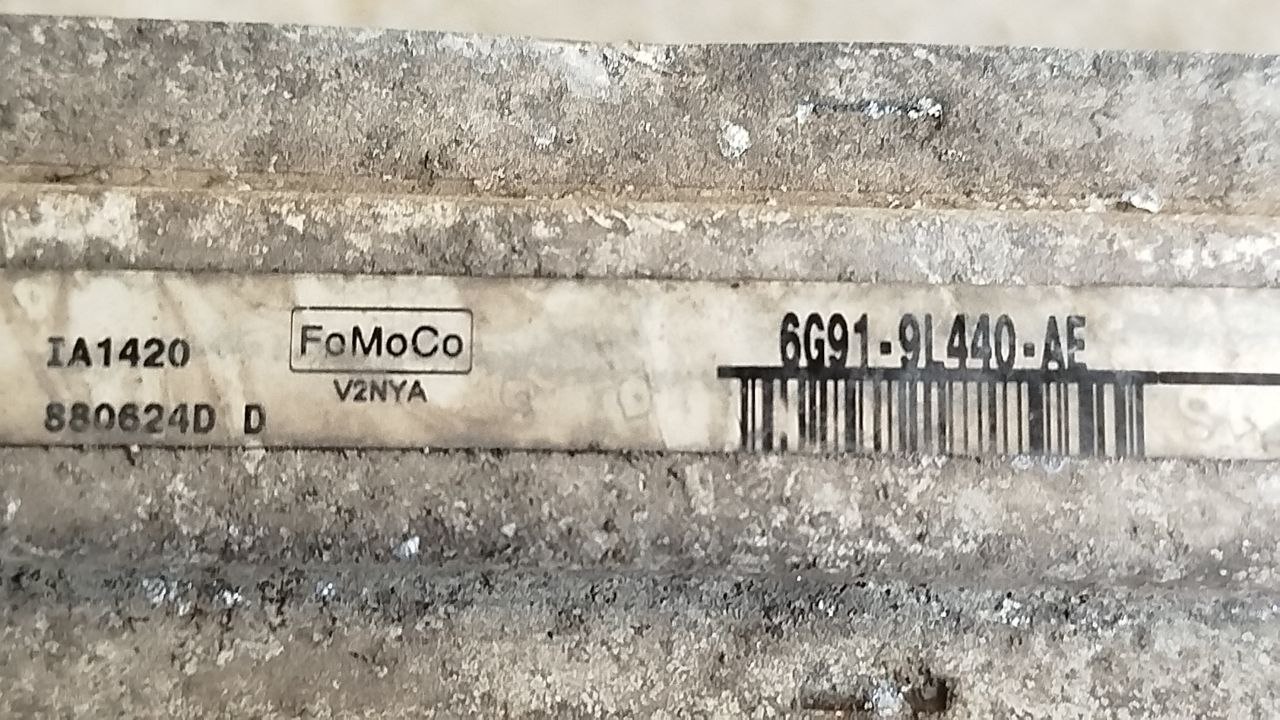 IA1420
880624D D
FoMoCo
V2NYA
6G91-9L440-AE